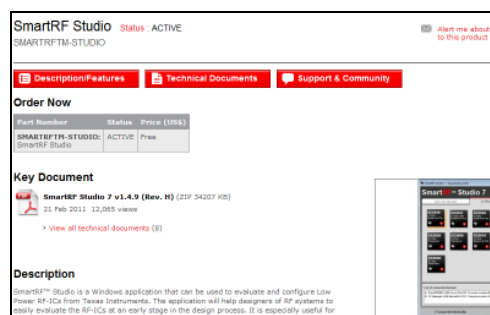 SmartRF Studio Status : ACTIVE
SMARTRFTM-STUDIO
Alert me about
to this product
Description/Features
Technical Documents
Support & Community
Order Now
Part Number Status Price (US$)
SMARTRFTM-STUDIO: ACTIVE Free
SmartRF Studio
Key Document
SmartRF Studio 7 v1.4.9 (Rev. H) (ZIP 34207 KB)
21 Feb 2011 12,065 views
View all technical documents (8)
Description
SmartRF™ Studio is a Windows application that can be used to evaluate and configure Low
Power RF-ICs from Texas Instruments. The application will help designers of RF systems to
easily evaluate the RF-ICs at an early stage in the design process. It is especially useful for
Smart Studio 7